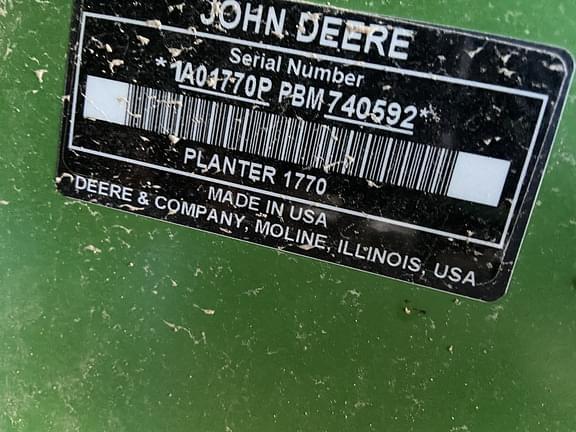 JOHN DEERE
Serial Number
*1A01770P PBM740592*
PLANTER 1770
MADE IN USA
DEERE & COMPANY, MOLINE, ILLINOIS, USA